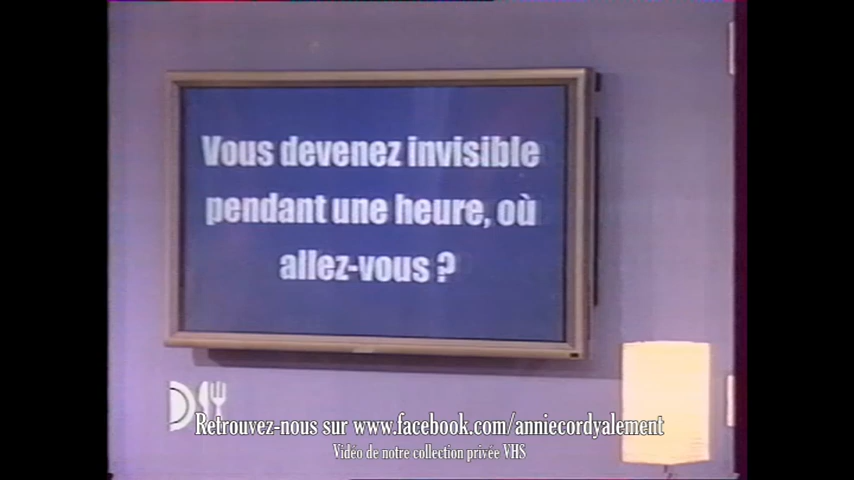 Vous devenez invisible
pendant une heure, où
allez-vous ?
Retrouvez-nous sur www.facebook.com/anniecordyalement
Vidéo de notre collection privée VHS